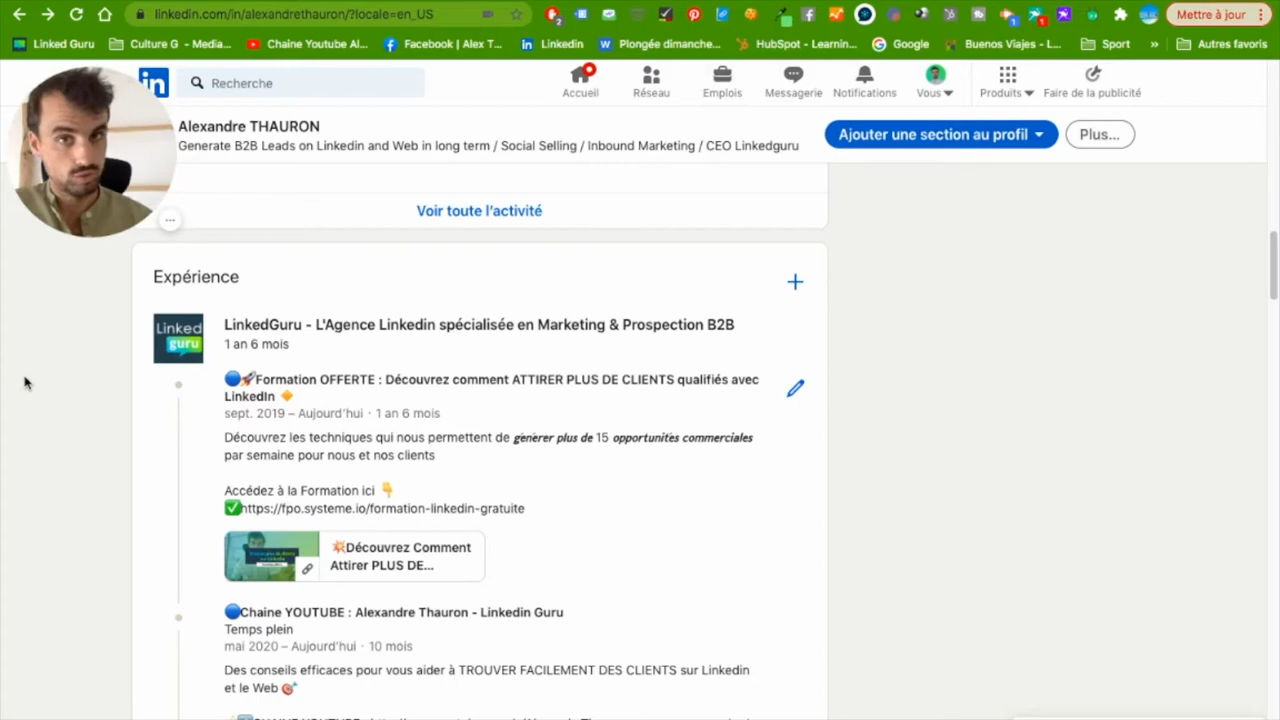 linkedin.com/in/alexandrethauron/?locale=en_US
Mettre à jour
Linked Guru
Culture G - Media...
Chaine Youtube Al...
Facebook | Alex T...
Linkedin
Plongée dimanche...
HubSpot - Learnin...
Google
Buenos Viajes - L...
Sport
»
Autres favoris
in
Recherche
Accueil
Réseau
Emplois
Messagerie
Notifications
Vous
Produits
Faire de la publicité
Alexandre THAURON
Generate B2B Leads on Linkedin and Web in long term / Social Selling / Inbound Marketing / CEO Linkedguru
Ajouter une section au profil
Plus...
Voir toute l'activité
Expérience
Linked
guru
LinkedGuru - L'Agence Linkedin spécialisée en Marketing & Prospection B2B
1 an 6 mois
🔵🚀Formation OFFERTE : Découvrez comment ATTIRER PLUS DE CLIENTS qualifiés avec
LinkedIn 🔸
sept. 2019 – Aujourd'hui · 1 an 6 mois
Découvrez les techniques qui nous permettent de générer plus de 15 opportunités commerciales
par semaine pour nous et nos clients
Accédez à la Formation ici 👇
✅https://fpo.systeme.io/formation-linkedin-gratuite
💥Découvrez Comment
Attirer PLUS DE...
🔵Chaine YOUTUBE : Alexandre Thauron - Linkedin Guru
Temps plein
mai 2020 – Aujourd'hui · 10 mois
Des conseils efficaces pour vous aider à TROUVER FACILEMENT DES CLIENTS sur Linkedin
et le Web 🎯